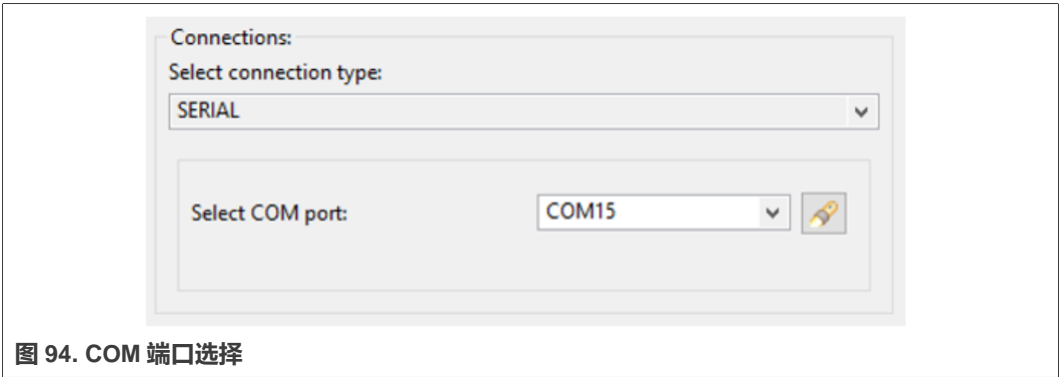 Connections:
Select connection type:
SERIAL
Select COM port:
COM15
图 94. COM 端口选择